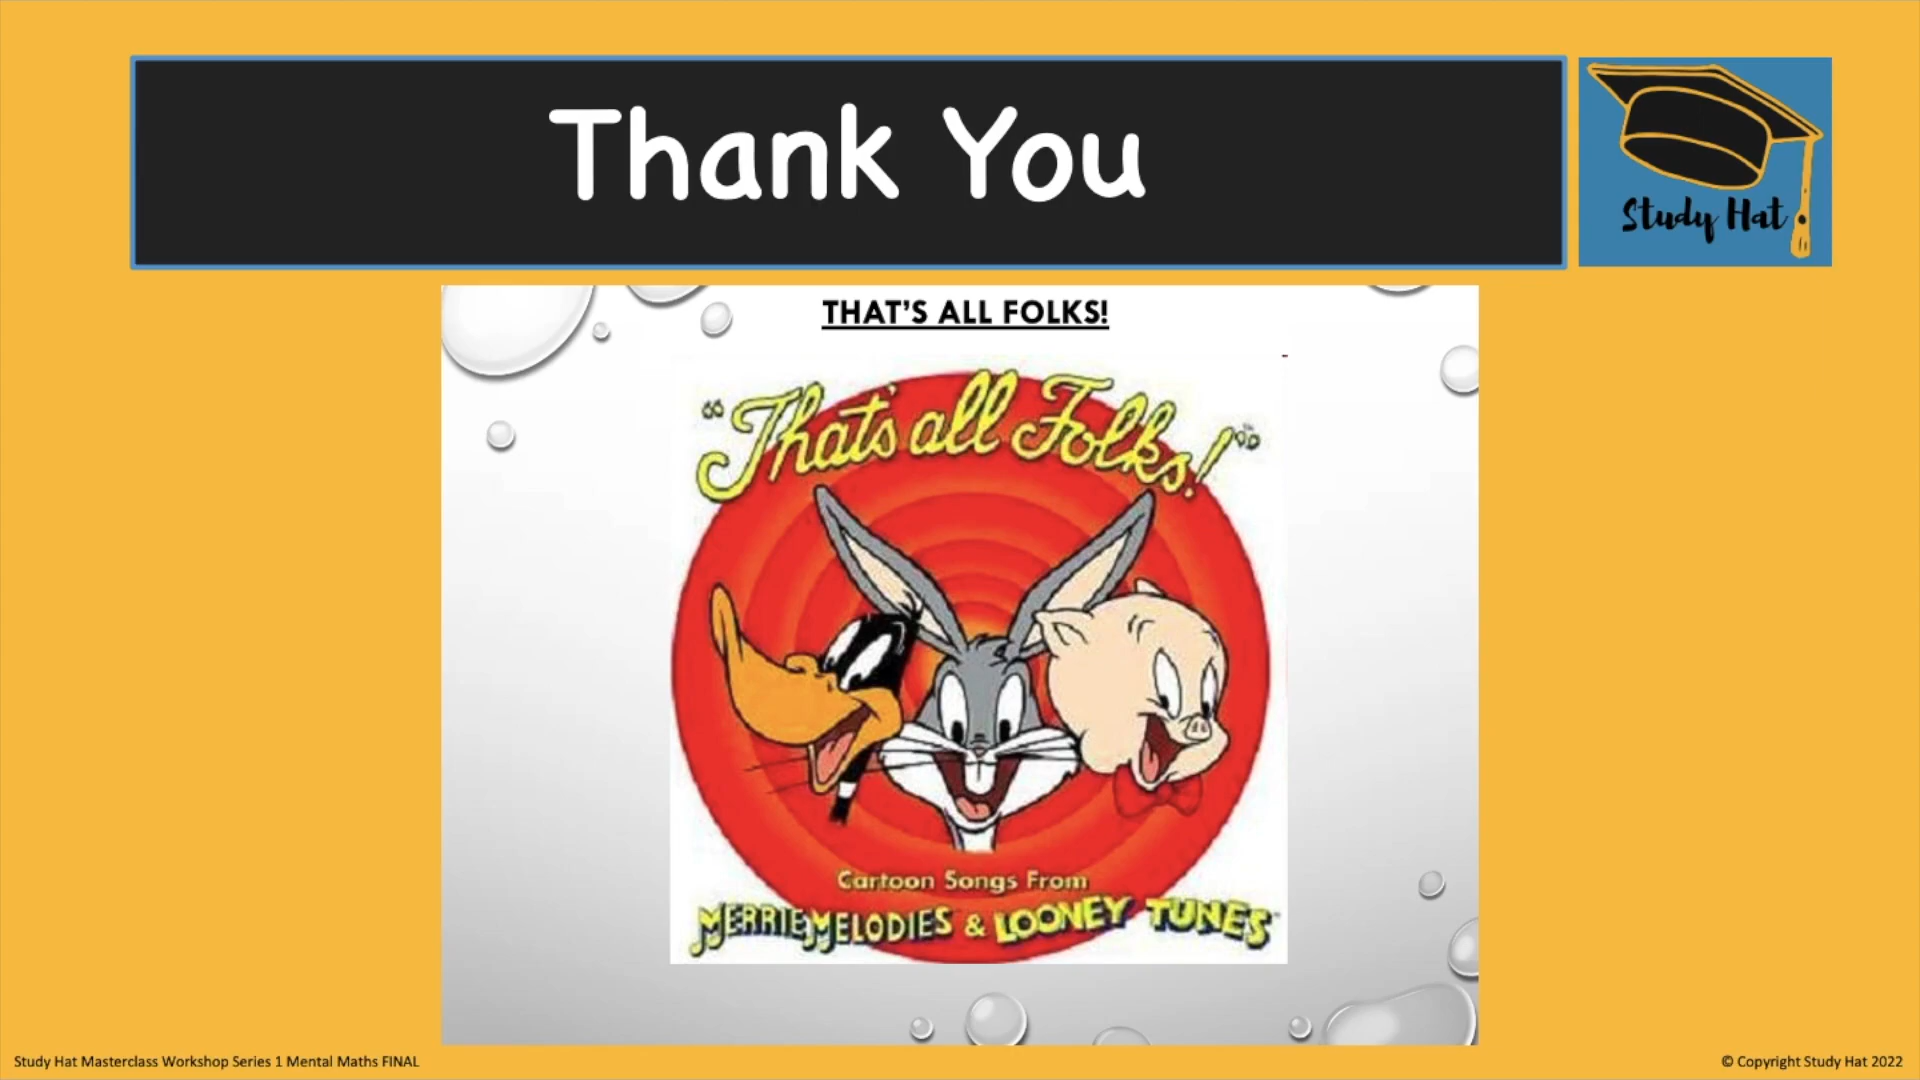 Thank You
Study Hat
THAT'S ALL FOLKS!
"That's all Folks!"
Cartoon Songs From
MERRIE MELODIES & LOONEY TUNES
Study Hat Masterclass Workshop Series 1 Mental Maths FINAL
© Copyright Study Hat 2022